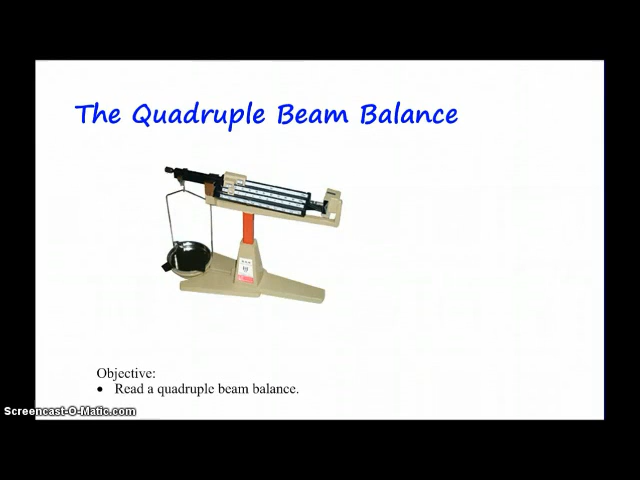 The Quadruple Beam Balance
Objective:
• Read a quadruple beam balance.
Screencast-O-Matic.com